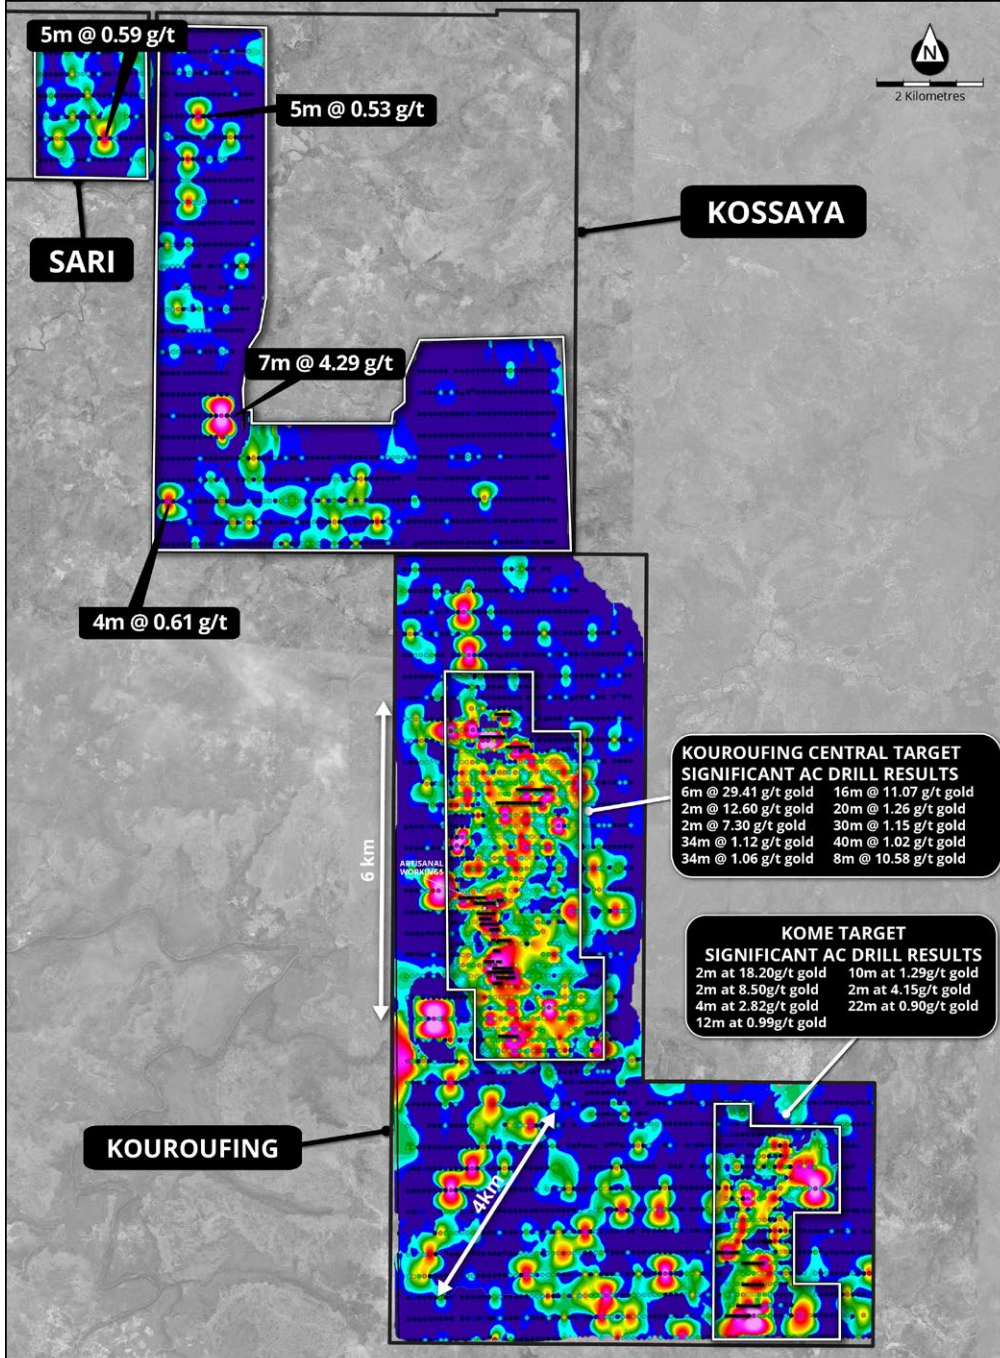 5m @ 0.59 g/t
N
2 Kilometres
5m @ 0.53 g/t
KOSSAYA
SARI
7m @ 4.29 g/t
4m @ 0.61 g/t
KOUROUFING CENTRAL TARGET
SIGNIFICANT AC DRILL RESULTS
6m @ 29.41 g/t gold 16m @ 11.07 g/t gold
2m @ 12.60 g/t gold 20m @ 1.26 g/t gold
2m @ 7.30 g/t gold 30m @ 1.15 g/t gold
34m @ 1.12 g/t gold 40m @ 1.02 g/t gold
34m @ 1.06 g/t gold 8m @ 10.58 g/t gold
6 km
ARTISANAL
WORKINGS
KOME TARGET
SIGNIFICANT AC DRILL RESULTS
2m at 18.20g/t gold 10m at 1.29g/t gold
2m at 8.50g/t gold 2m at 4.15g/t gold
4m at 2.82g/t gold 22m at 0.90g/t gold
12m at 0.99g/t gold
KOUROUFING
4km